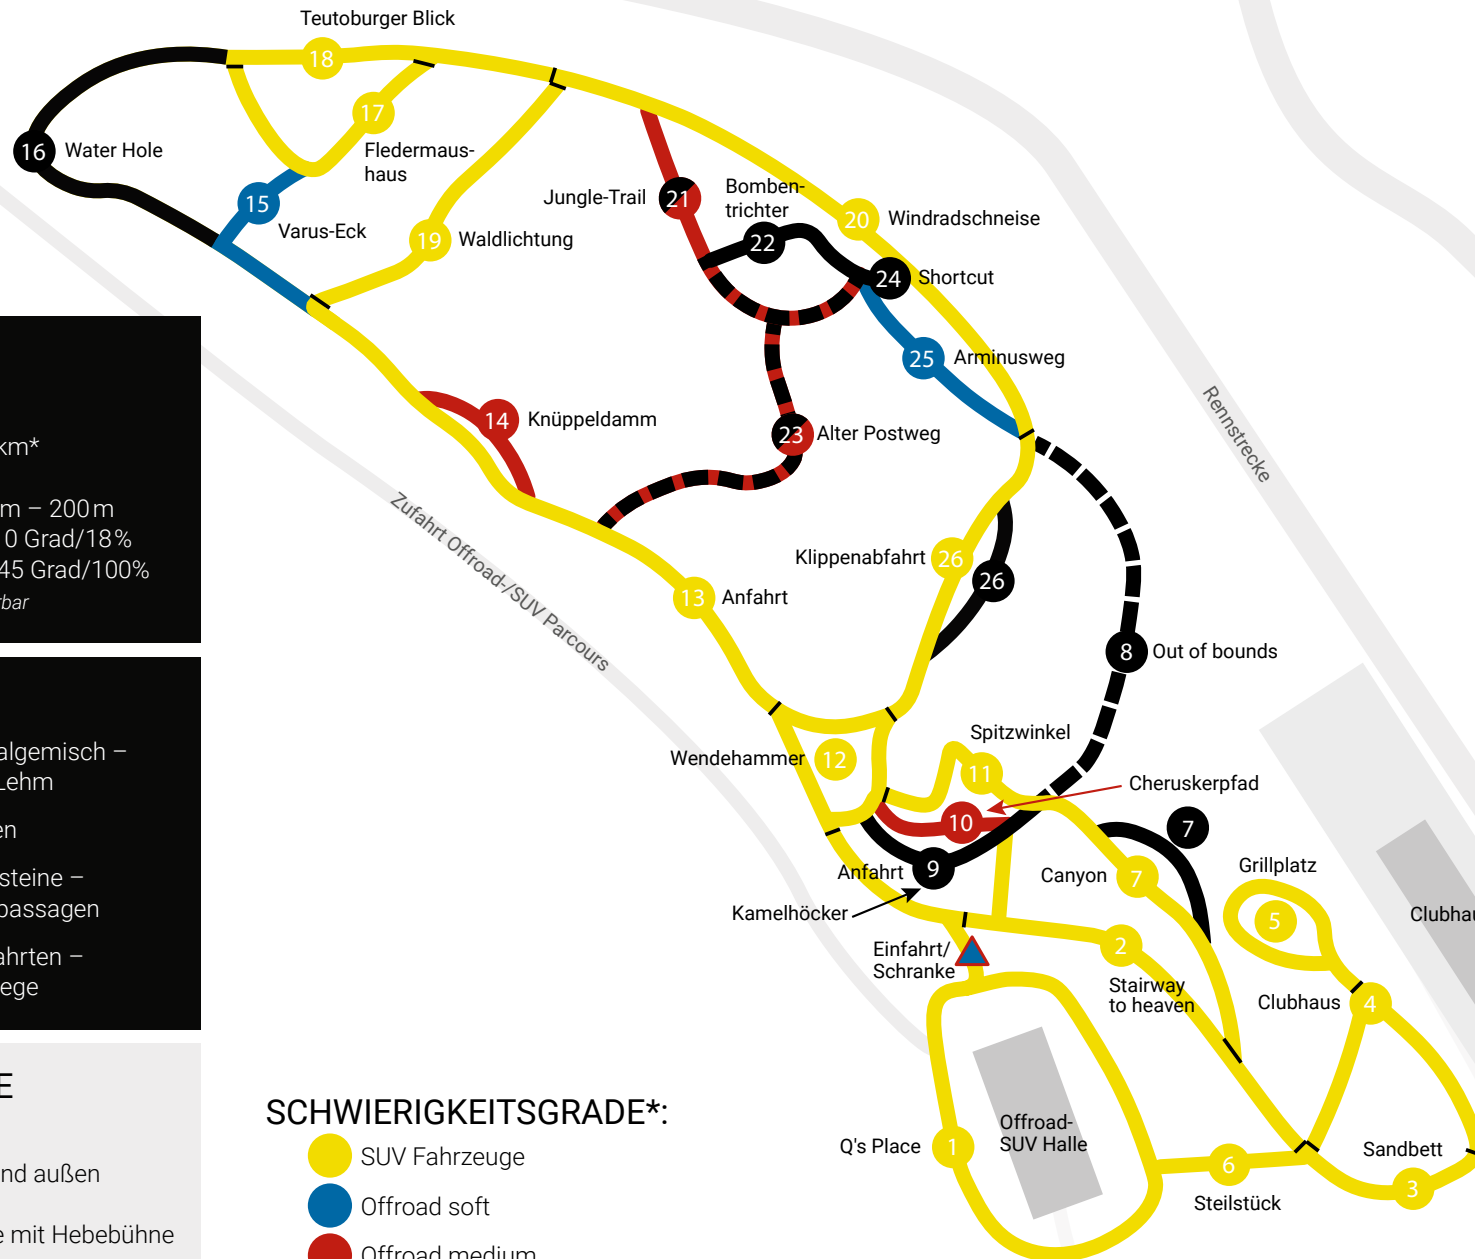 Teutoburger Blick
18
17
16
Water Hole
Fledermaus-
haus
15
Varus-Eck
19
Waldlichtung
Jungle-Trail
21
Bomben-
trichter
22
20
Windradschneise
24
Shortcut
25
Arminusweg
14
Knüppeldamm
23
Alter Postweg
Rennstrecke
Zufahrt Offroad-/SUV Parcours
Klippenabfahrt
26
26
13
Anfahrt
8
Out of bounds
Wendehammer
12
Spitzwinkel
11
Cheruskerpfad
10
7
Anfahrt
9
Canyon
7
Grillplatz
5
Kamelhöcker
Einfahrt/
Schranke
2
Stairway
to heaven
Clubhaus
4
Offroad-
SUV Halle
Q's Place
1
6
Steilstück
Sandbett
3
km*
m – 200 m
0 Grad/18%
45 Grad/100%
bar
algemisch –
Lehm
en
steine –
passagen
ahrten –
ege
E
nd außen
e mit Hebebühne
SCHWIERIGKEITSGRADE*:
SUV Fahrzeuge
Offroad soft
Offroad medium
Clubhau